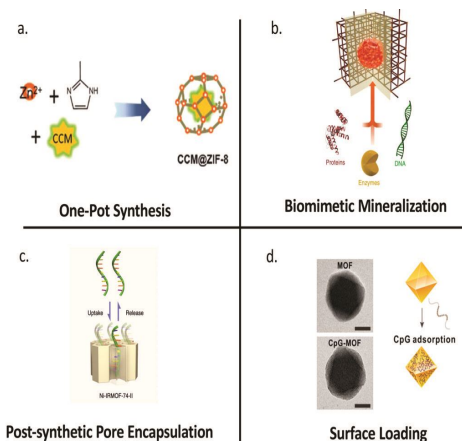 a.
Zn2+ + NH
N
+ CCM
CCM@ZIF-8
One-Pot Synthesis
b.
Proteins
Enzymes
DNA
Biomimetic Mineralization
c.
Uptake Release
Ni-IRMOF-74-II
Post-synthetic Pore Encapsulation
d.
MOF
CpG-MOF
CpG adsorption
Surface Loading